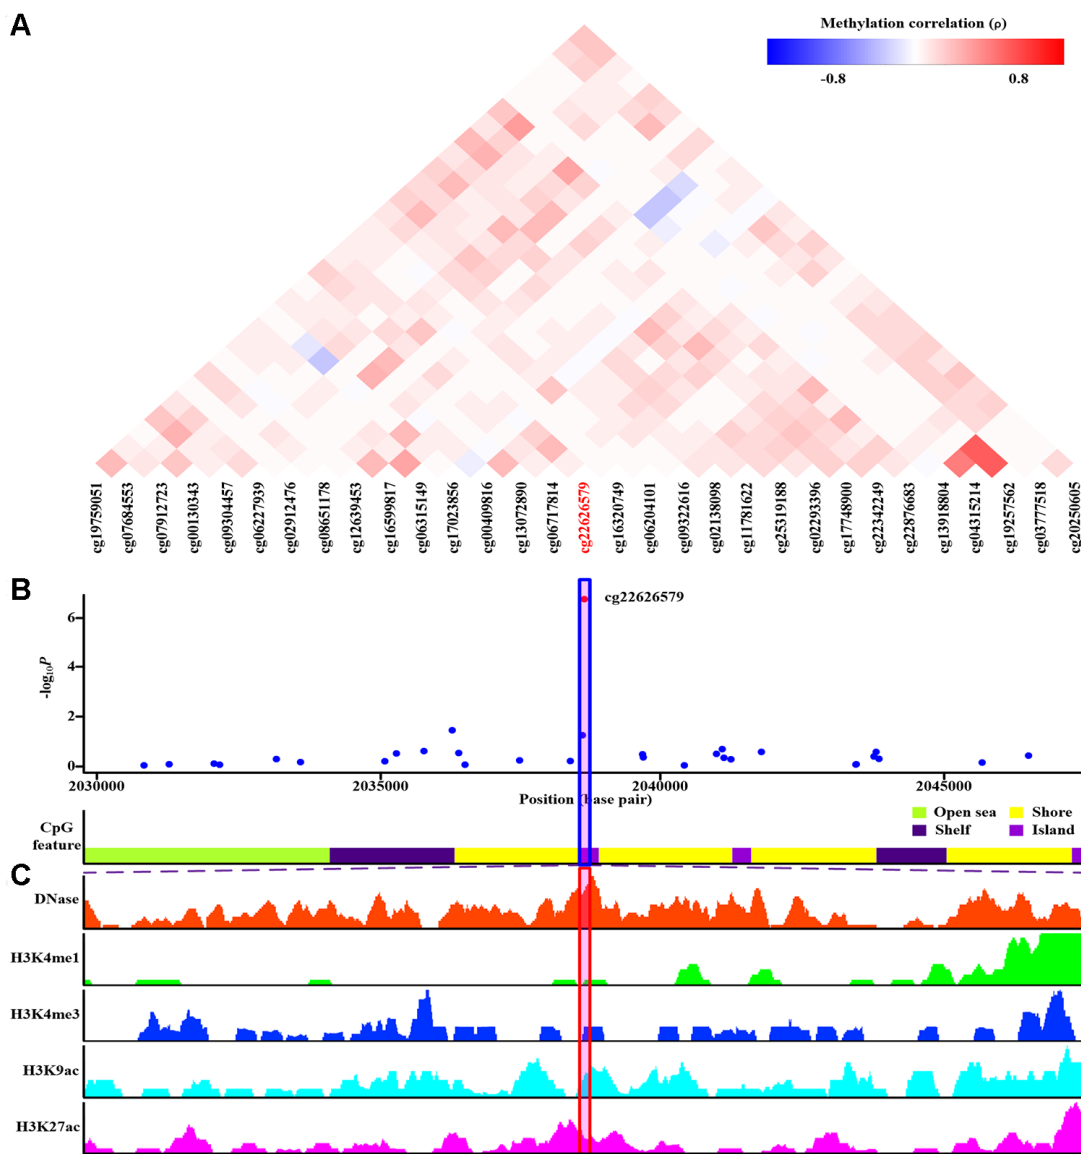 A
Methylation correlation (ρ)
-0.8 0.8
cg19759051
cg07684553
cg07912723
cg00130343
cg09304457
cg06227939
cg02912476
cg08651178
cg12639453
cg16599817
cg06315149
cg17023856
cg00409816
cg13072890
cg06717814
cg22626579
cg16320749
cg06204101
cg09322616
cg02138098
cg11781622
cg25319188
cg02293396
cg17748900
cg22342249
cg22876683
cg13918804
cg04315214
cg19257562
cg03777518
cg20250605
B
cg22626579
-log₁₀P
6
4
2
0
2030000 2035000 2040000 2045000
Position (base pair)
Open sea Shore
Shelf Island
CpG
feature
C
DNase
H3K4me1
H3K4me3
H3K9ac
H3K27ac